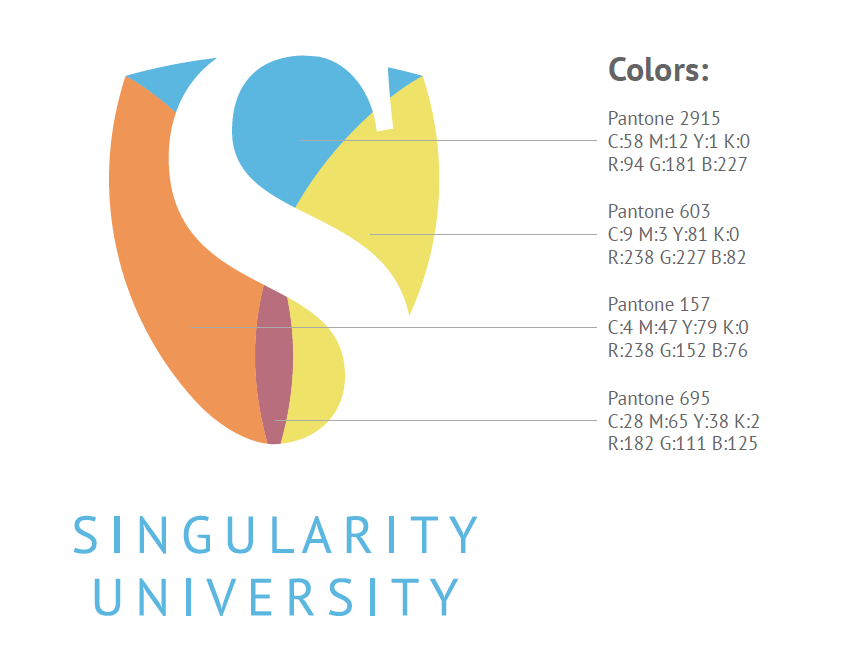 Colors:
Pantone 2915
C:58 M:12 Y:1 K:0
R:94 G:181 B:227
Pantone 603
C:9 M:3 Y:81 K:0
R:238 G:227 B:82
Pantone 157
C:4 M:47 Y:79 K:0
R:238 G:152 B:76
Pantone 695
C:28 M:65 Y:38 K:2
R:182 G:111 B:125
SINGULARITY
UNIVERSITY